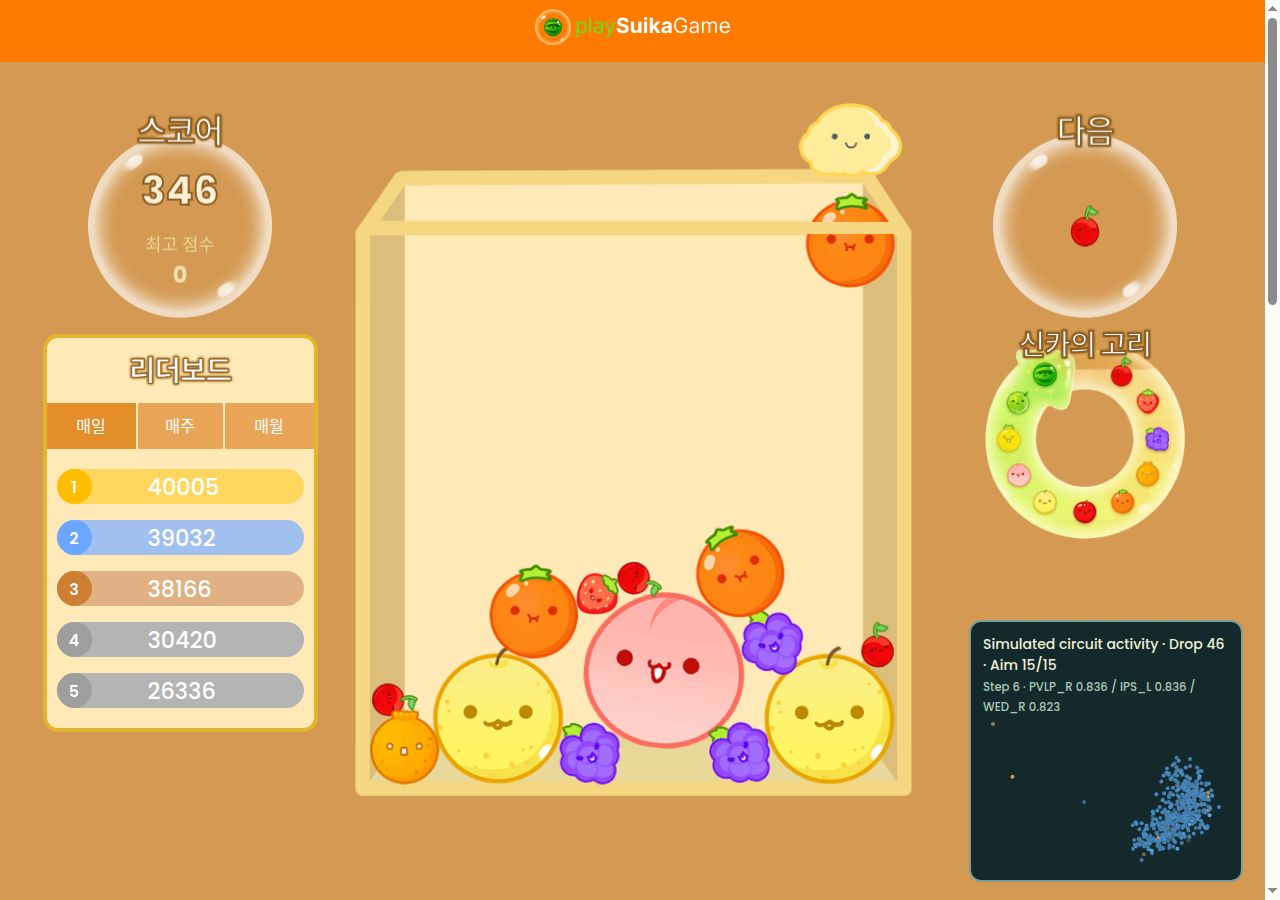 playSuikaGame
스코어
346
최고 점수
0
리더보드
매일 매주 매월
1 40005
2 39032
3 38166
4 30420
5 26336
다음
신카의 고리
Simulated circuit activity · Drop 46
· Aim 15/15
Step 6 · PVLP_R 0.836 / IPS_L 0.836 /
WED_R 0.823